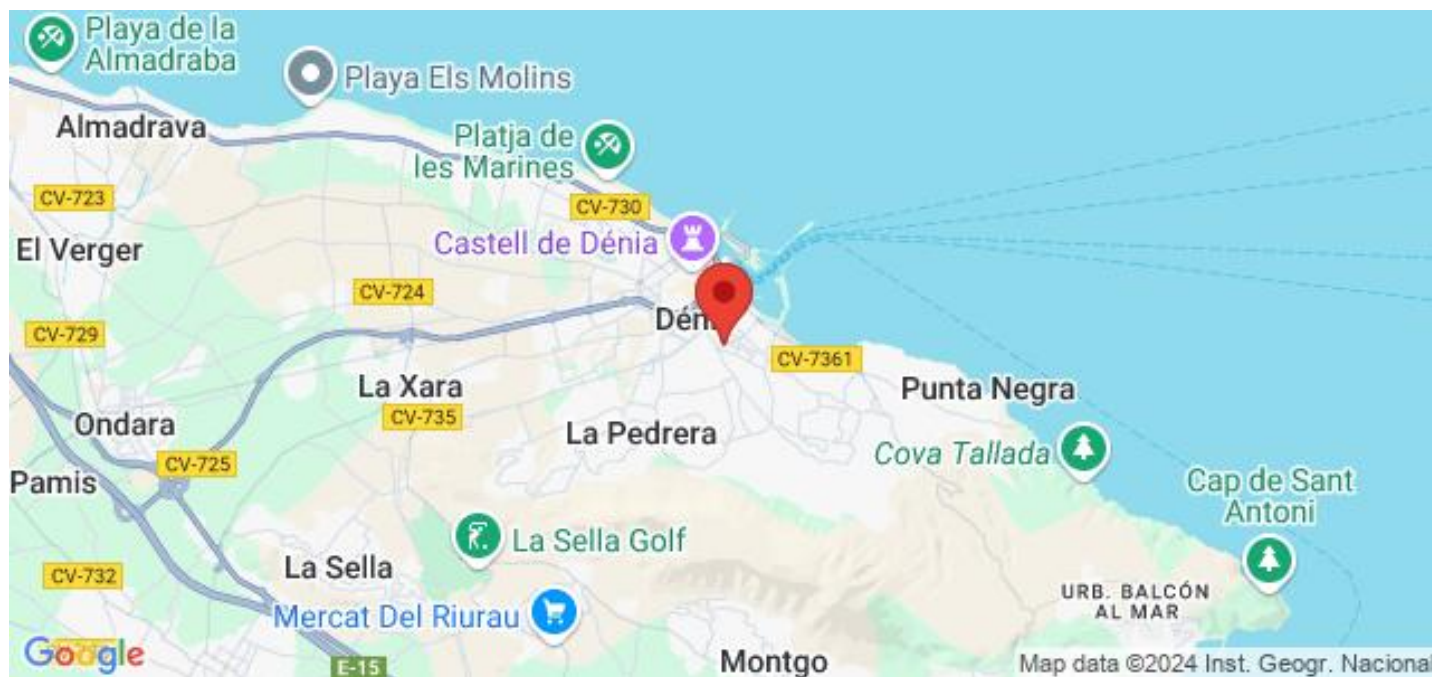 Playa de la
Almadraba
Playa Els Molins
Almadrava
Platja de
les Marines
CV-723
CV-730
El Verger
Castell de Dénia
CV-724
CV-729
CV-7361
La Xara
Punta Negra
CV-735
Ondara
La Pedrera
Cova Tallada
CV-725
Pamis
Cap de Sant
Antoni
La Sella Golf
La Sella
CV-732
URB. BALCÓN
AL MAR
Mercat Del Riurau
Google
E-15
Montgo
Map data ©2024 Inst. Geogr. Nacional